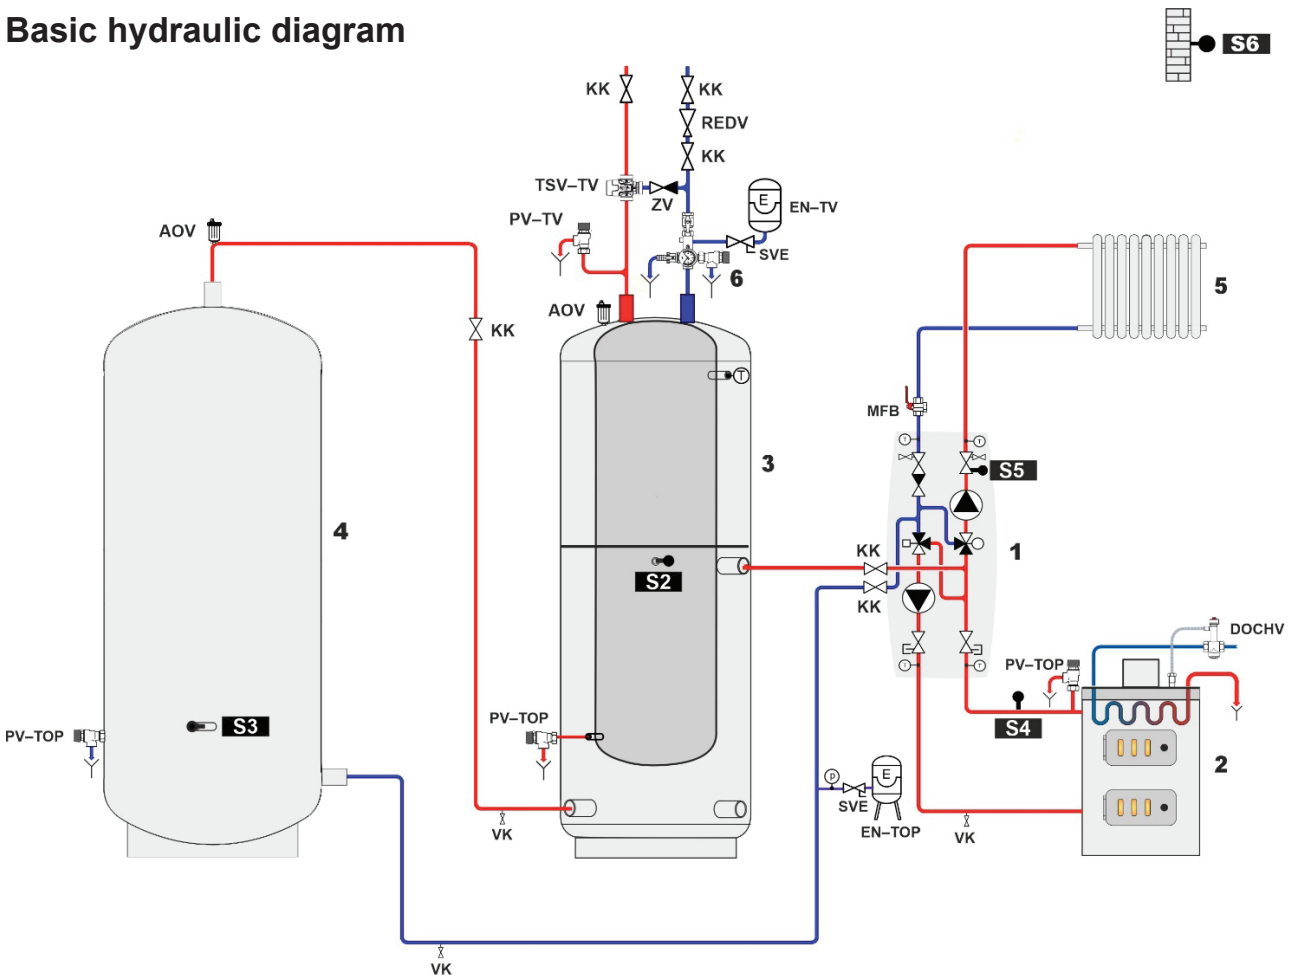 Basic hydraulic diagram
S6
KK
KK
REDV
KK
TSV–TV
ZV
E
EN–TV
PV–TV
SVE
6
AOV
AOV
KK
5
T
MFB
T
T
S5
3
4
KK
1
S2
KK
DOCHV
T
T
PV–TOP
S4
PV–TOP
S3
PV–TOP
2
P
E
SVE
VK
EN–TOP
VK
VK